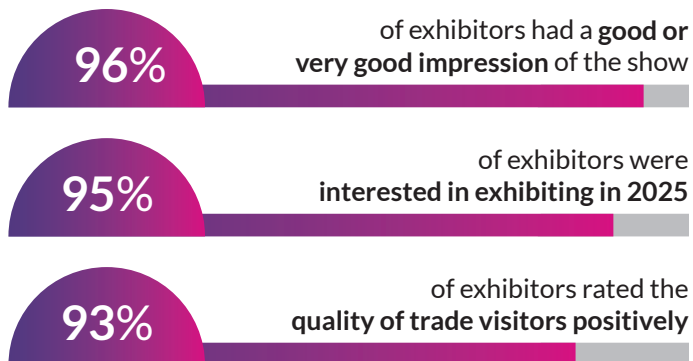 96%
of exhibitors had a good or
very good impression of the show
95%
of exhibitors were
interested in exhibiting in 2025
93%
of exhibitors rated the
quality of trade visitors positively